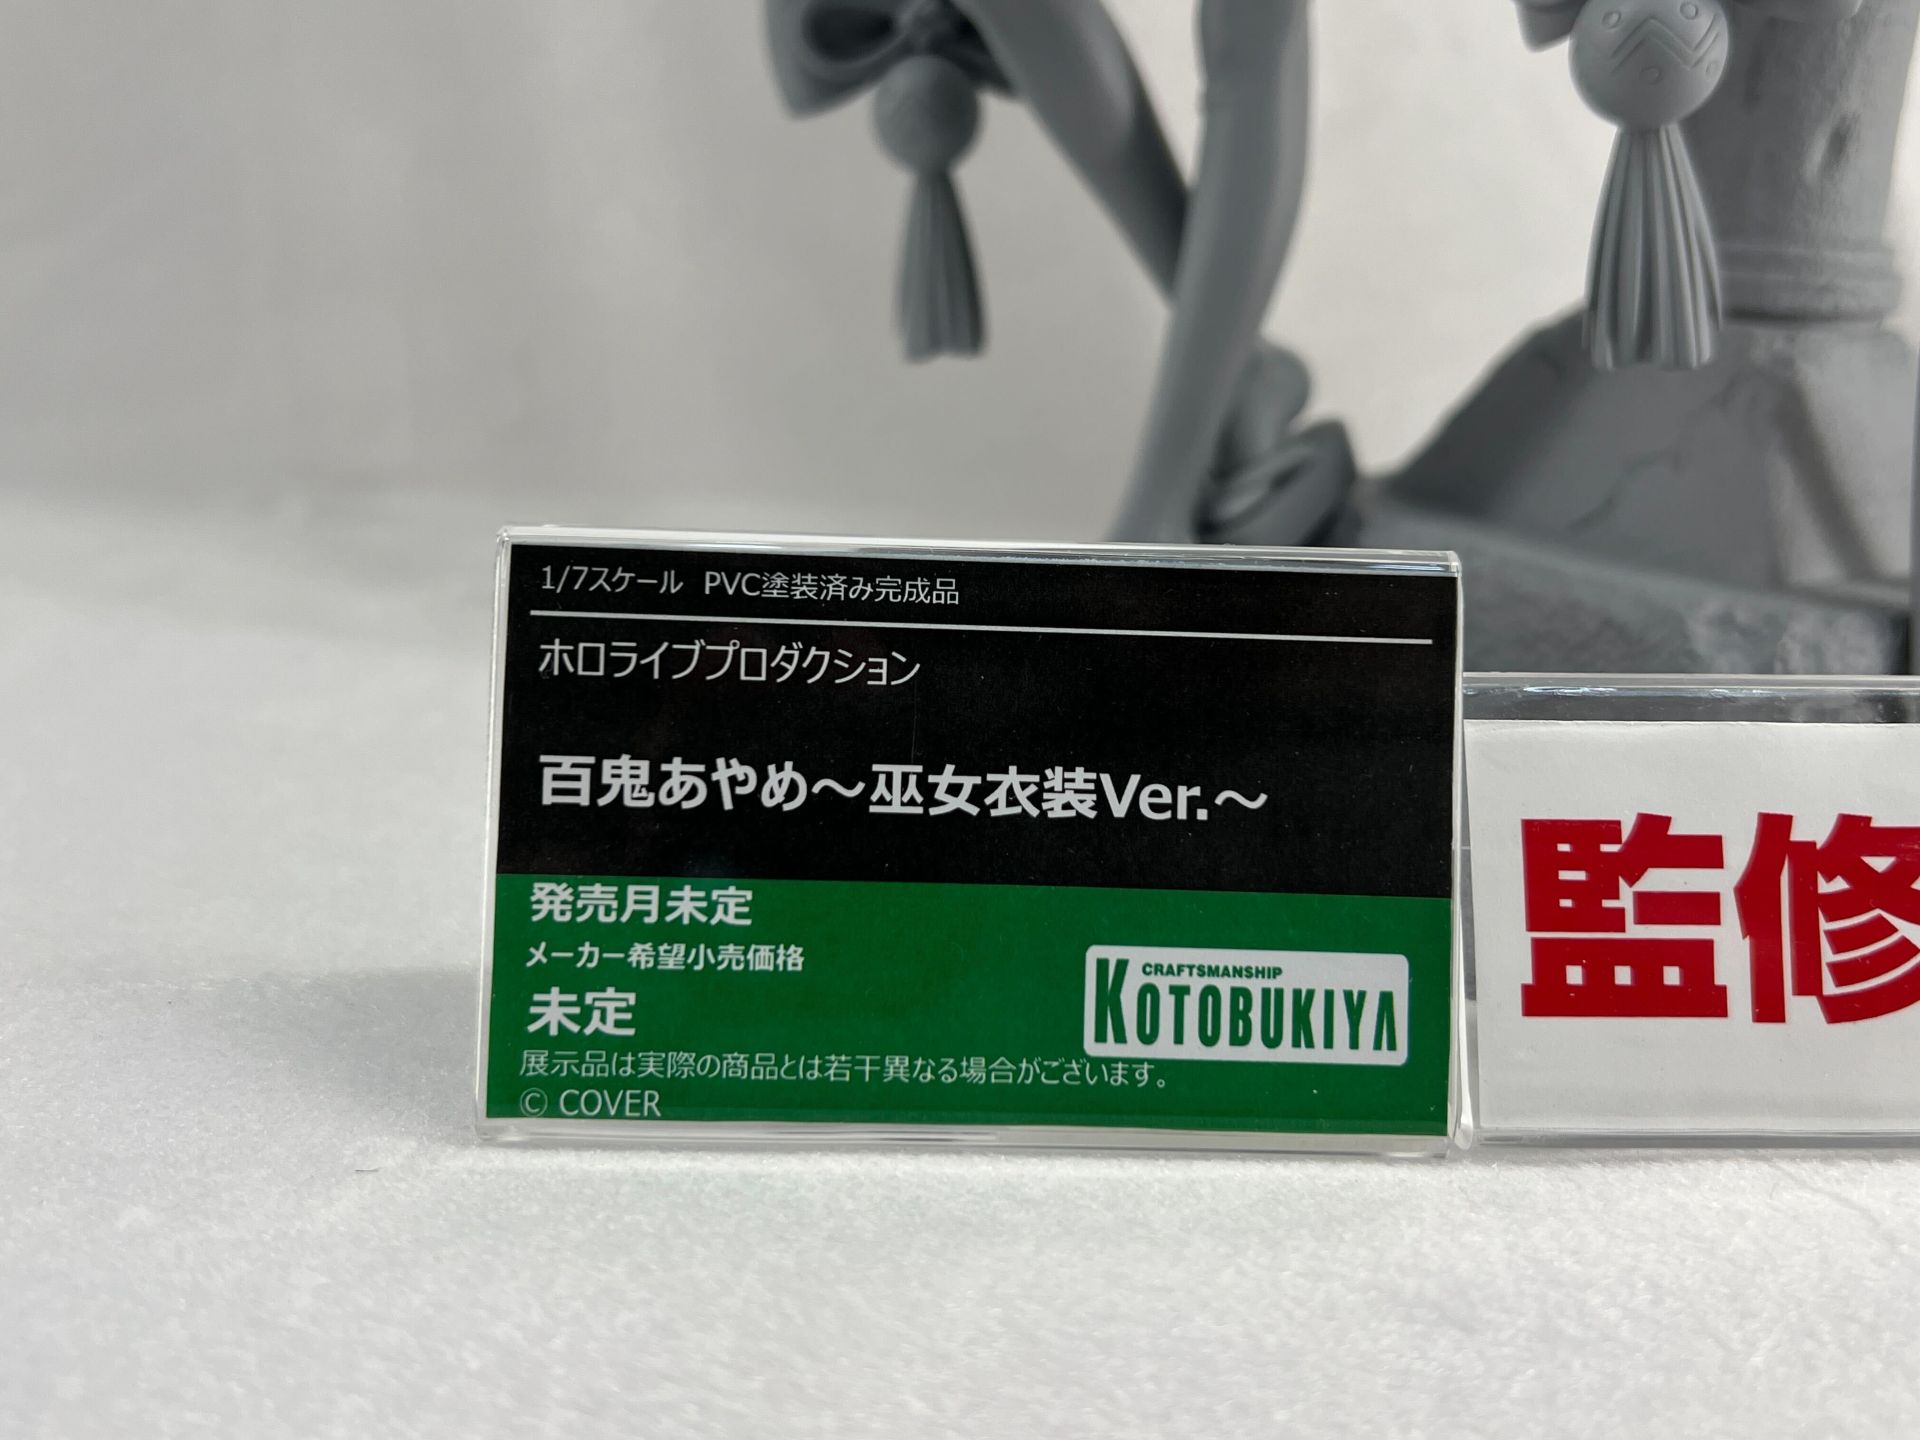 1/7スケール PVC塗装済み完成品
ホロライブプロダクション
百鬼あやめ～巫女衣装Ver.～
発売月未定
メーカー希望小売価格
未定
CRAFTSMANSHIP
KOTOBUKIYA
展示品は実際の商品とは若干異なる場合がございます。
© COVER
監修